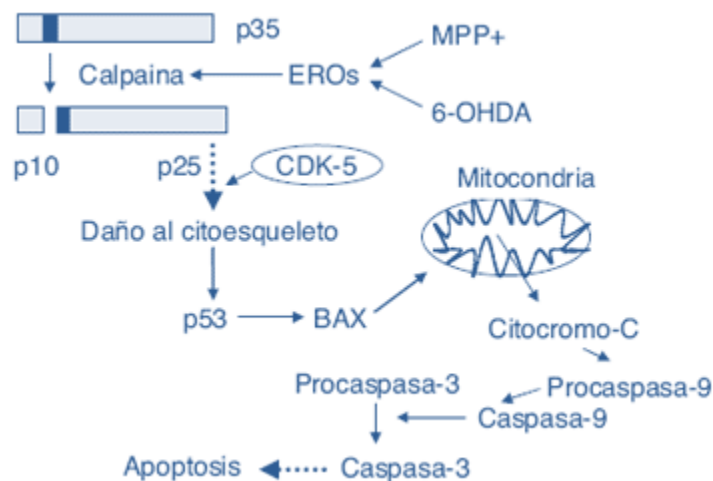 p35
MPP+
Calpaina
EROs
6-OHDA
p10
p25
CDK-5
Mitocondria
Daño al citoesqueleto
p53
BAX
Citocromo-C
Procaspasa-3
Procaspasa-9
Caspasa-9
Apoptosis
Caspasa-3